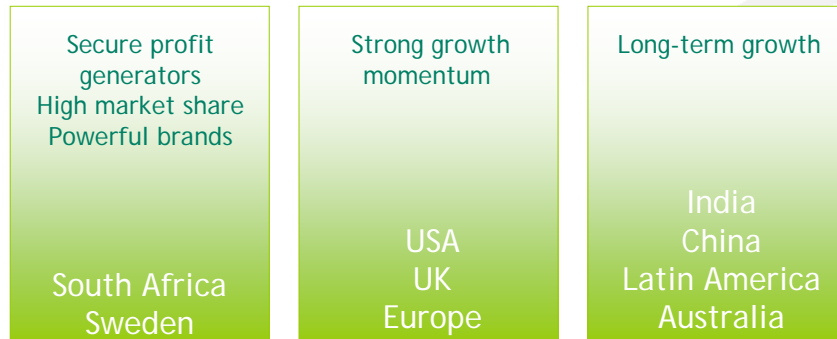 Secure profit
generators
High market share
Powerful brands
South Africa
Sweden
Strong growth
momentum
USA
UK
Europe
Long-term growth
India
China
Latin America
Australia